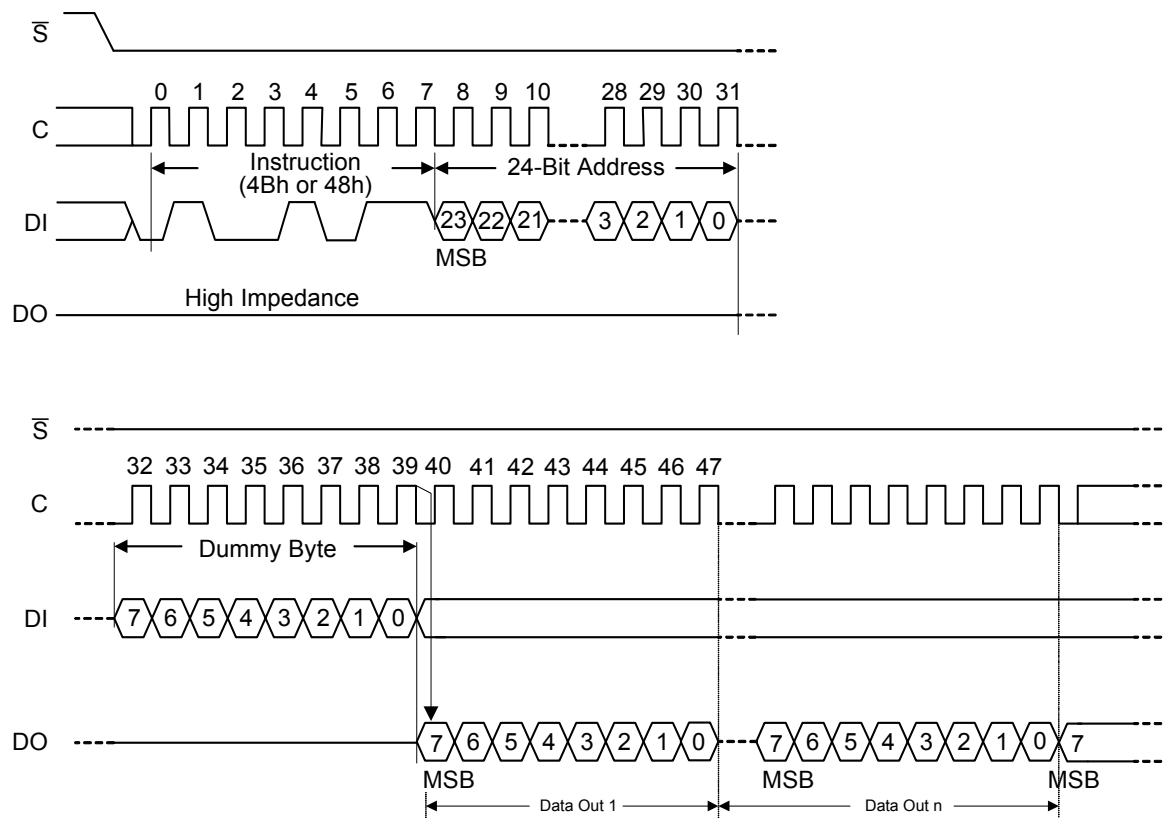 S̅
0 1 2 3 4 5 6 7 8 9 10 28 29 30 31
C
Instruction
(4Bh or 48h)
24-Bit Address
DI
23 22 21 3 2 1 0
MSB
High Impedance
DO
S̅
32 33 34 35 36 37 38 39 40 41 42 43 44 45 46 47
C
Dummy Byte
DI
7 6 5 4 3 2 1 0
DO
7 6 5 4 3 2 1 0 7 6 5 4 3 2 1 0 7
MSB MSB MSB
Data Out 1 Data Out n